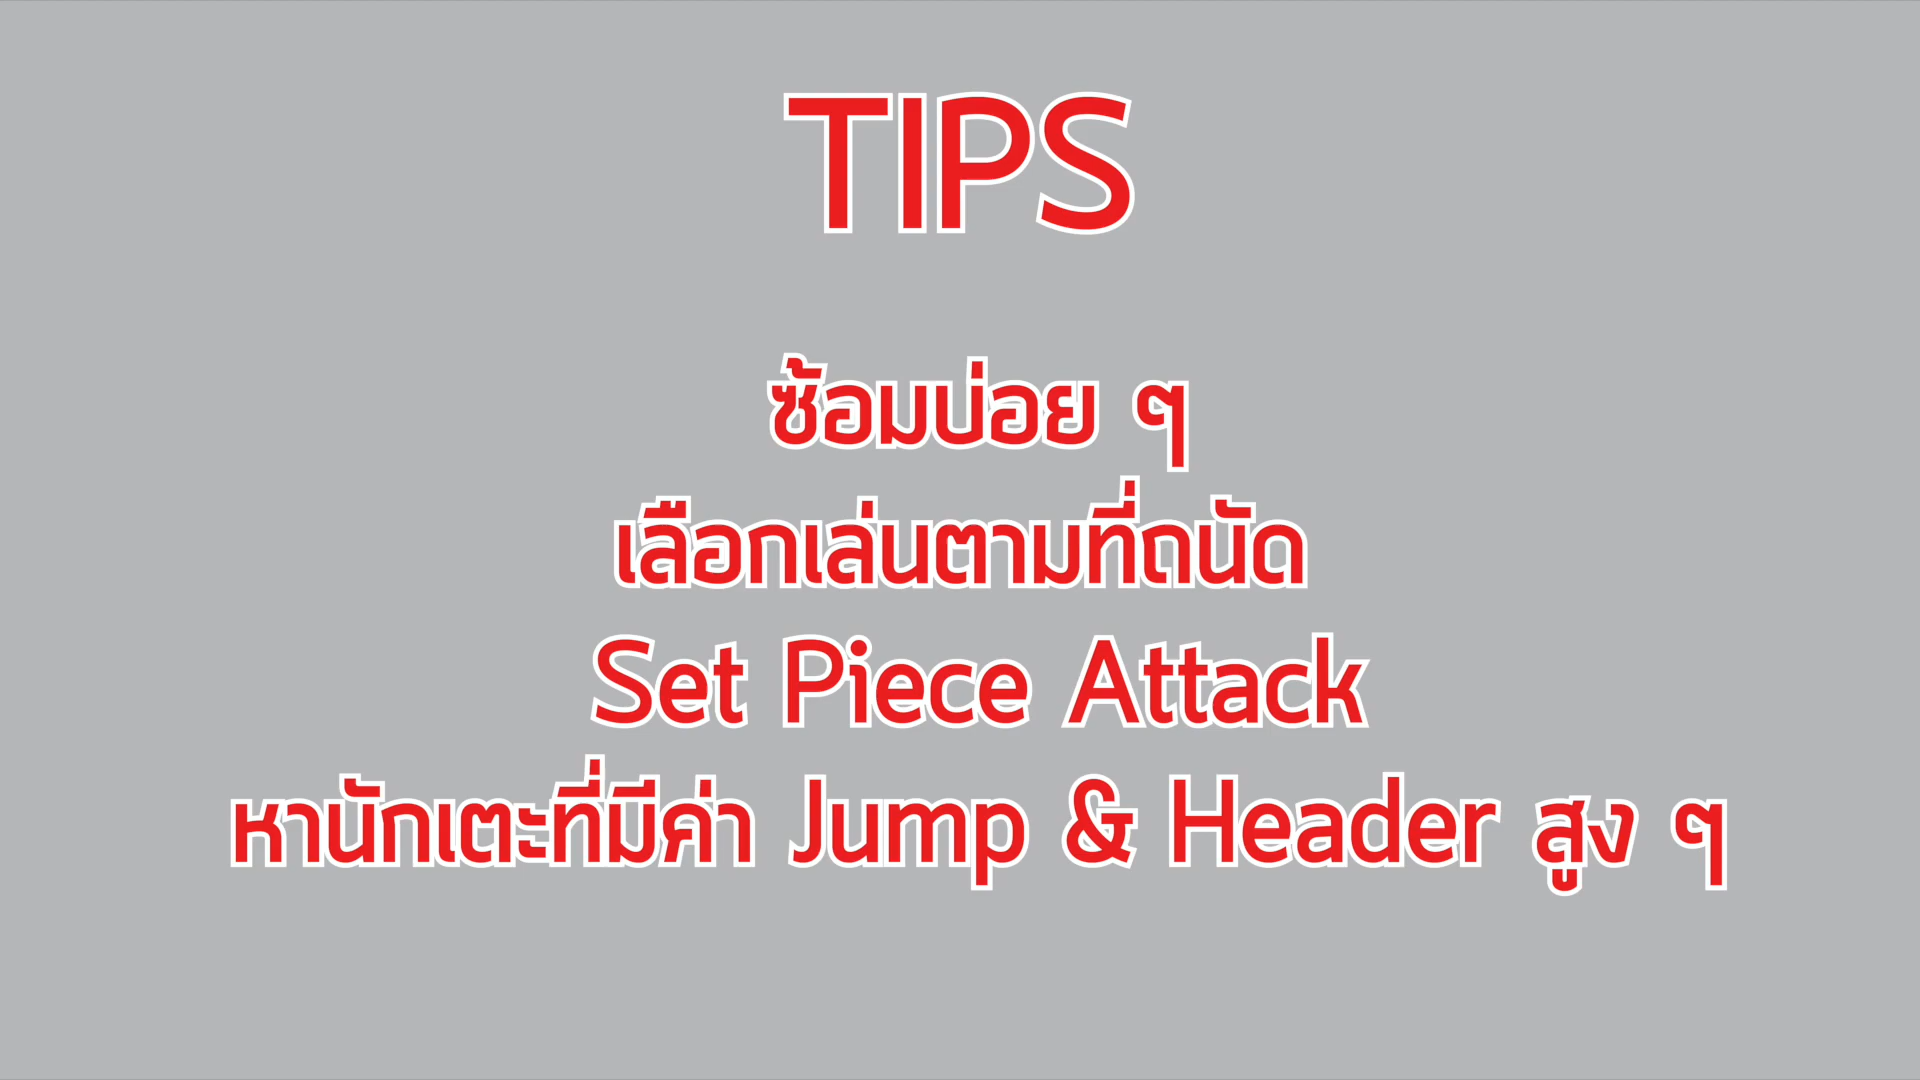 TIPS
ซ้อมบ่อย ๆ
เลือกเล่นตามที่ถนัด
Set Piece Attack
หานักเตะที่มีค่า Jump & Header สูง ๆ